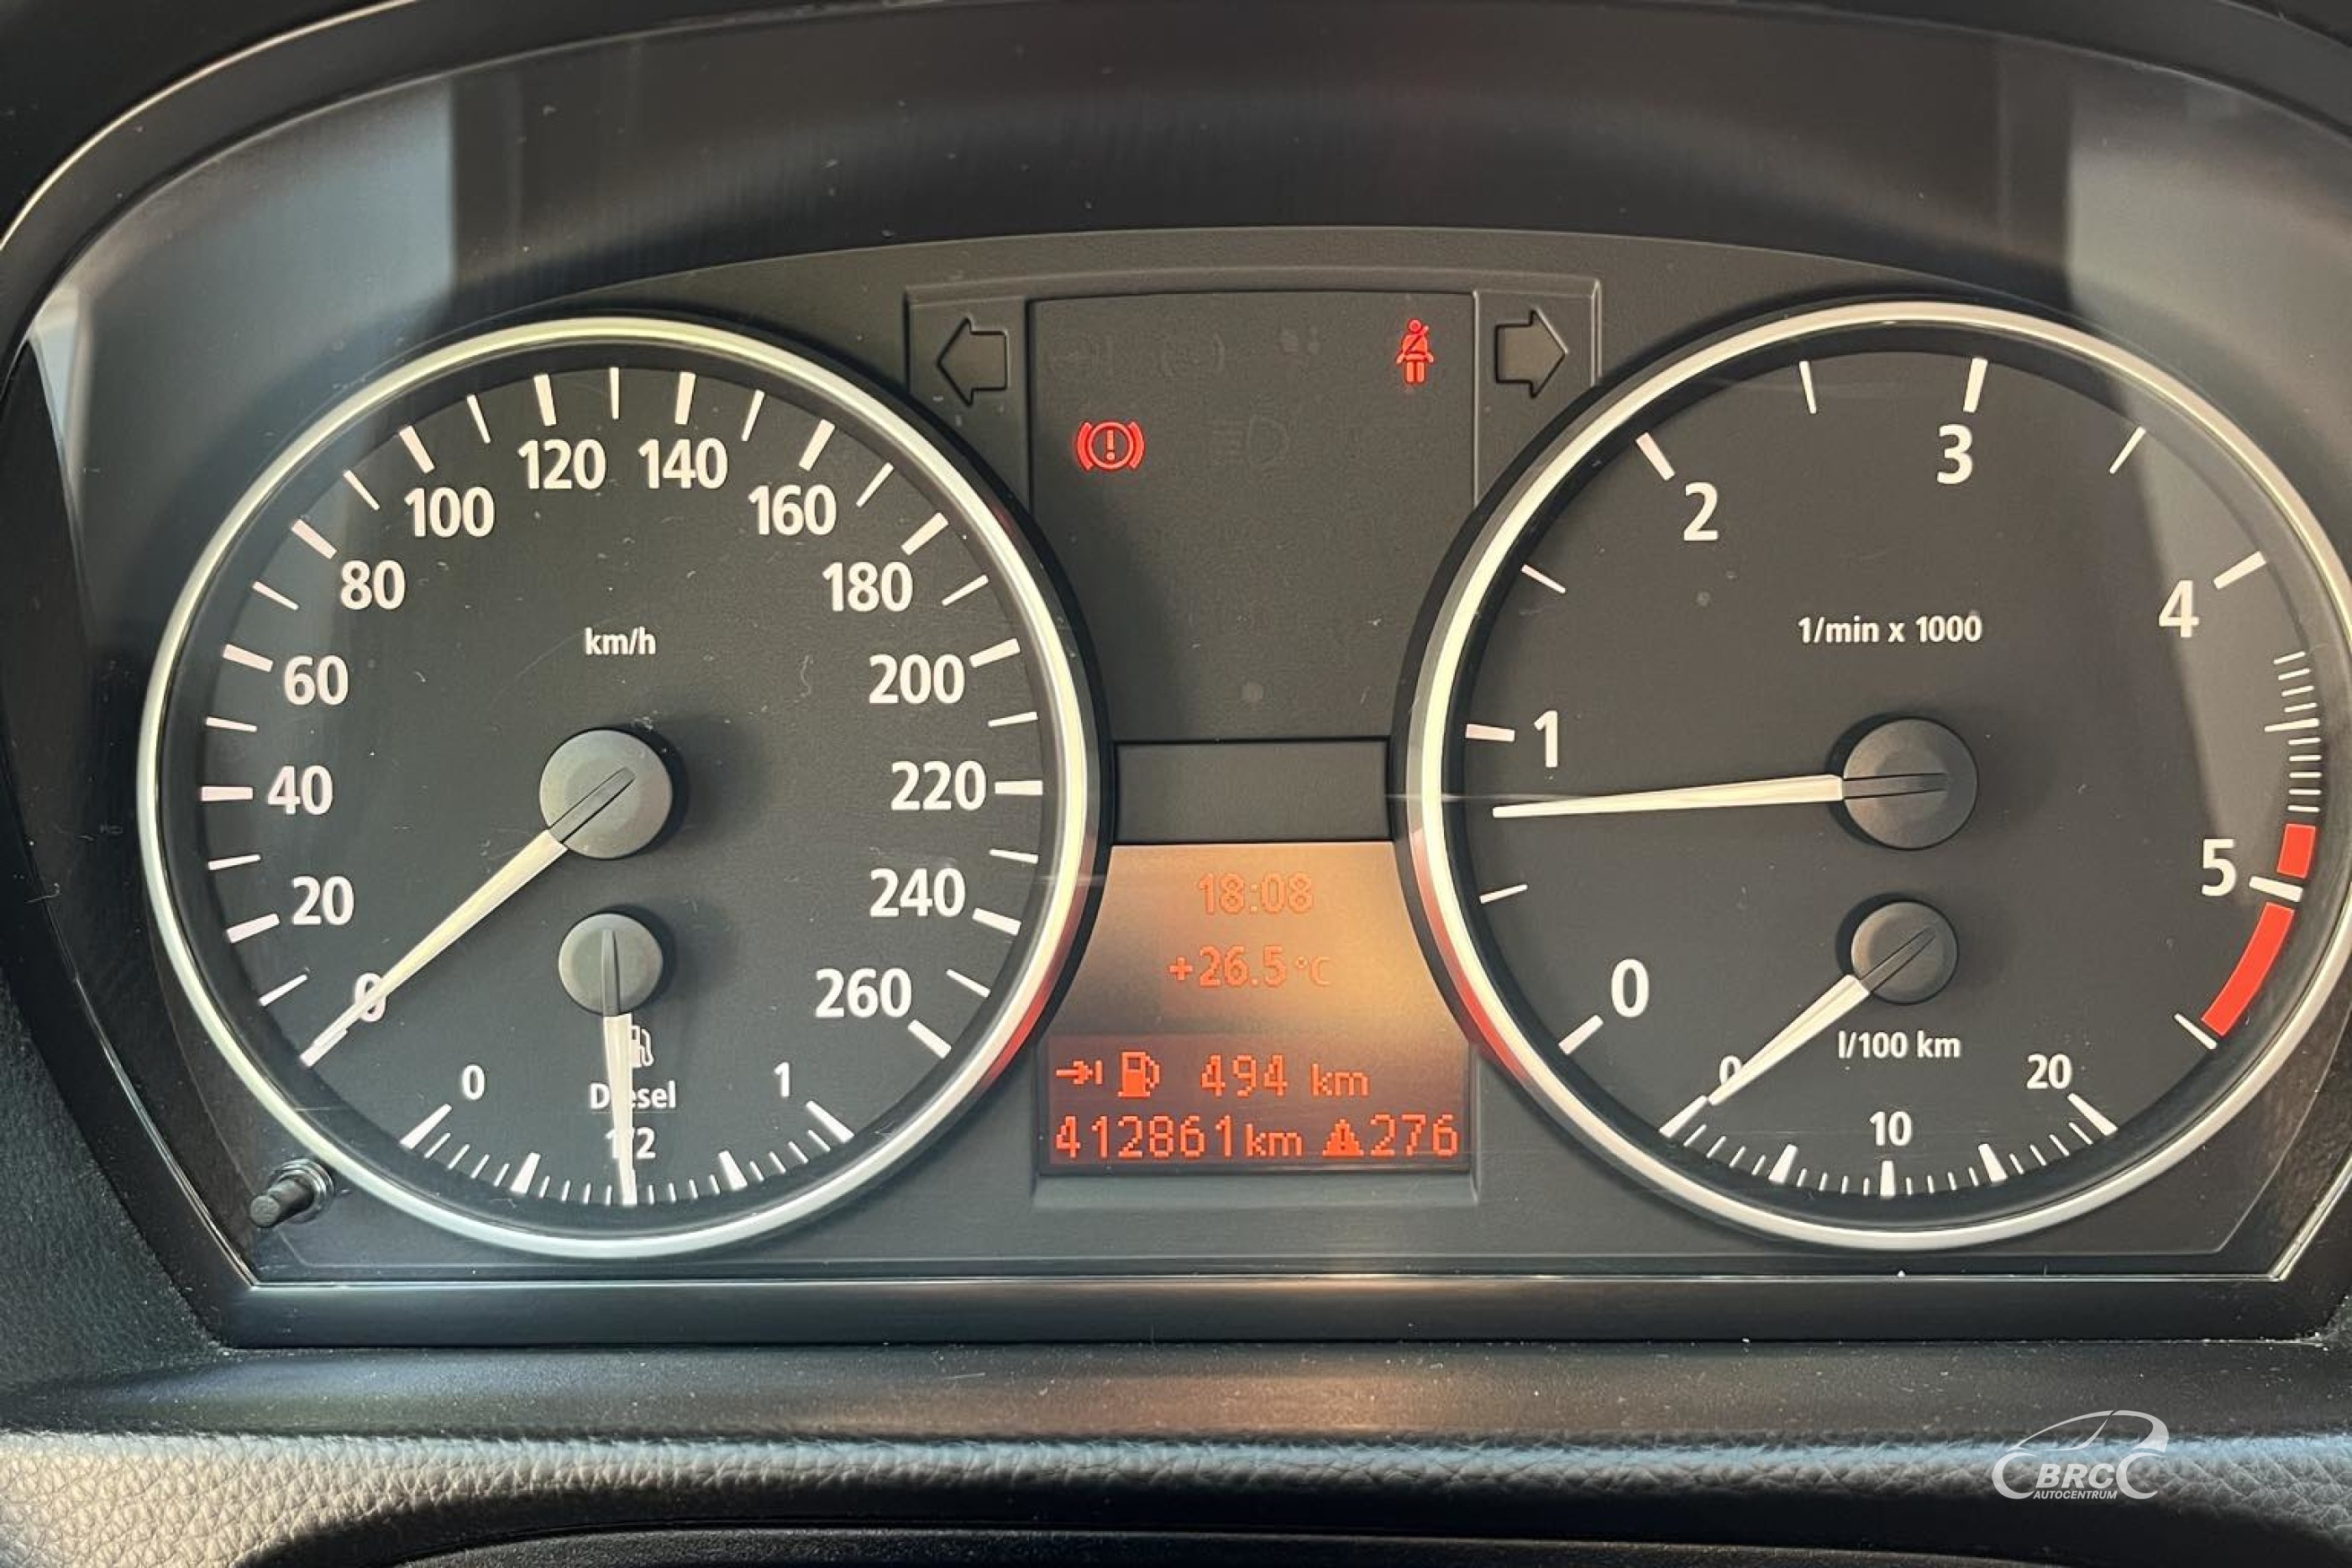 120 140
100 160
80 180
km/h
60 200
40 220
20 240
0 260
0 1
Diesel
1/2
18:08
+26.5°C
494 km
412861km 276
3
2
4
1/min x 1000
1
5
0
l/100 km
0 20
10
BRC
AUTOCENTRUM